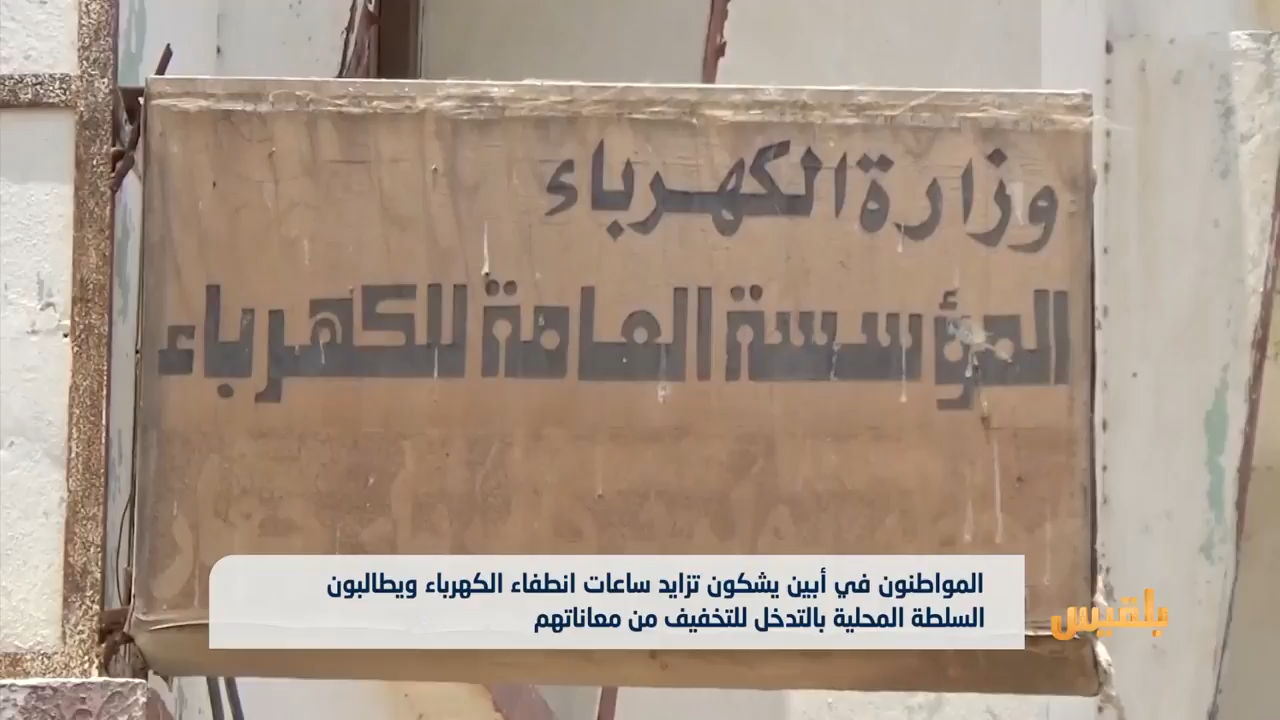 وزارة الكهرباء
المؤسسة العامة للكهرباء
المواطنون في أبين يشكون تزايد ساعات انطفاء الكهرباء ويطالبون
السلطة المحلية بالتدخل للتخفيف من معاناتهم
بلقيس